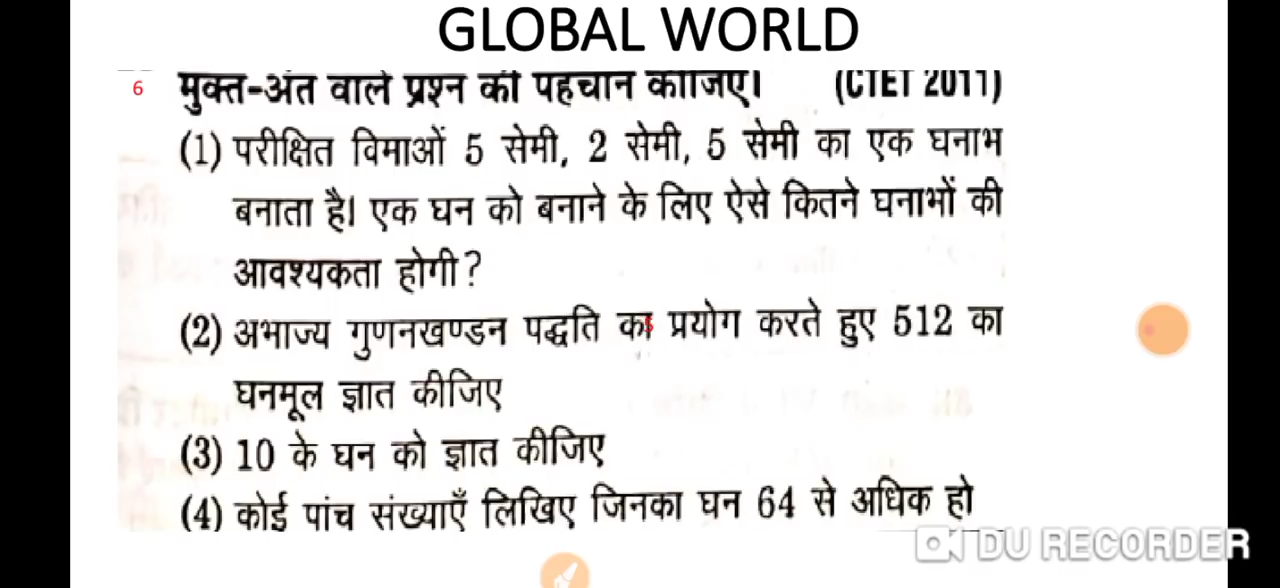 GLOBAL WORLD
6 मुक्त-अंत वाले प्रश्न की पहचान कीजिए। (CTET 2011)
(1) परीक्षित विमाओं 5 सेमी, 2 सेमी, 5 सेमी का एक घनाभ
बनाता है। एक घन को बनाने के लिए ऐसे कितने घनाभों की
आवश्यकता होगी?
(2) अभाज्य गुणनखण्डन पद्धति का प्रयोग करते हुए 512 का
घनमूल ज्ञात कीजिए
(3) 10 के घन को ज्ञात कीजिए
(4) कोई पांच संख्याएँ लिखिए जिनका घन 64 से अधिक हो
DU RECORDER